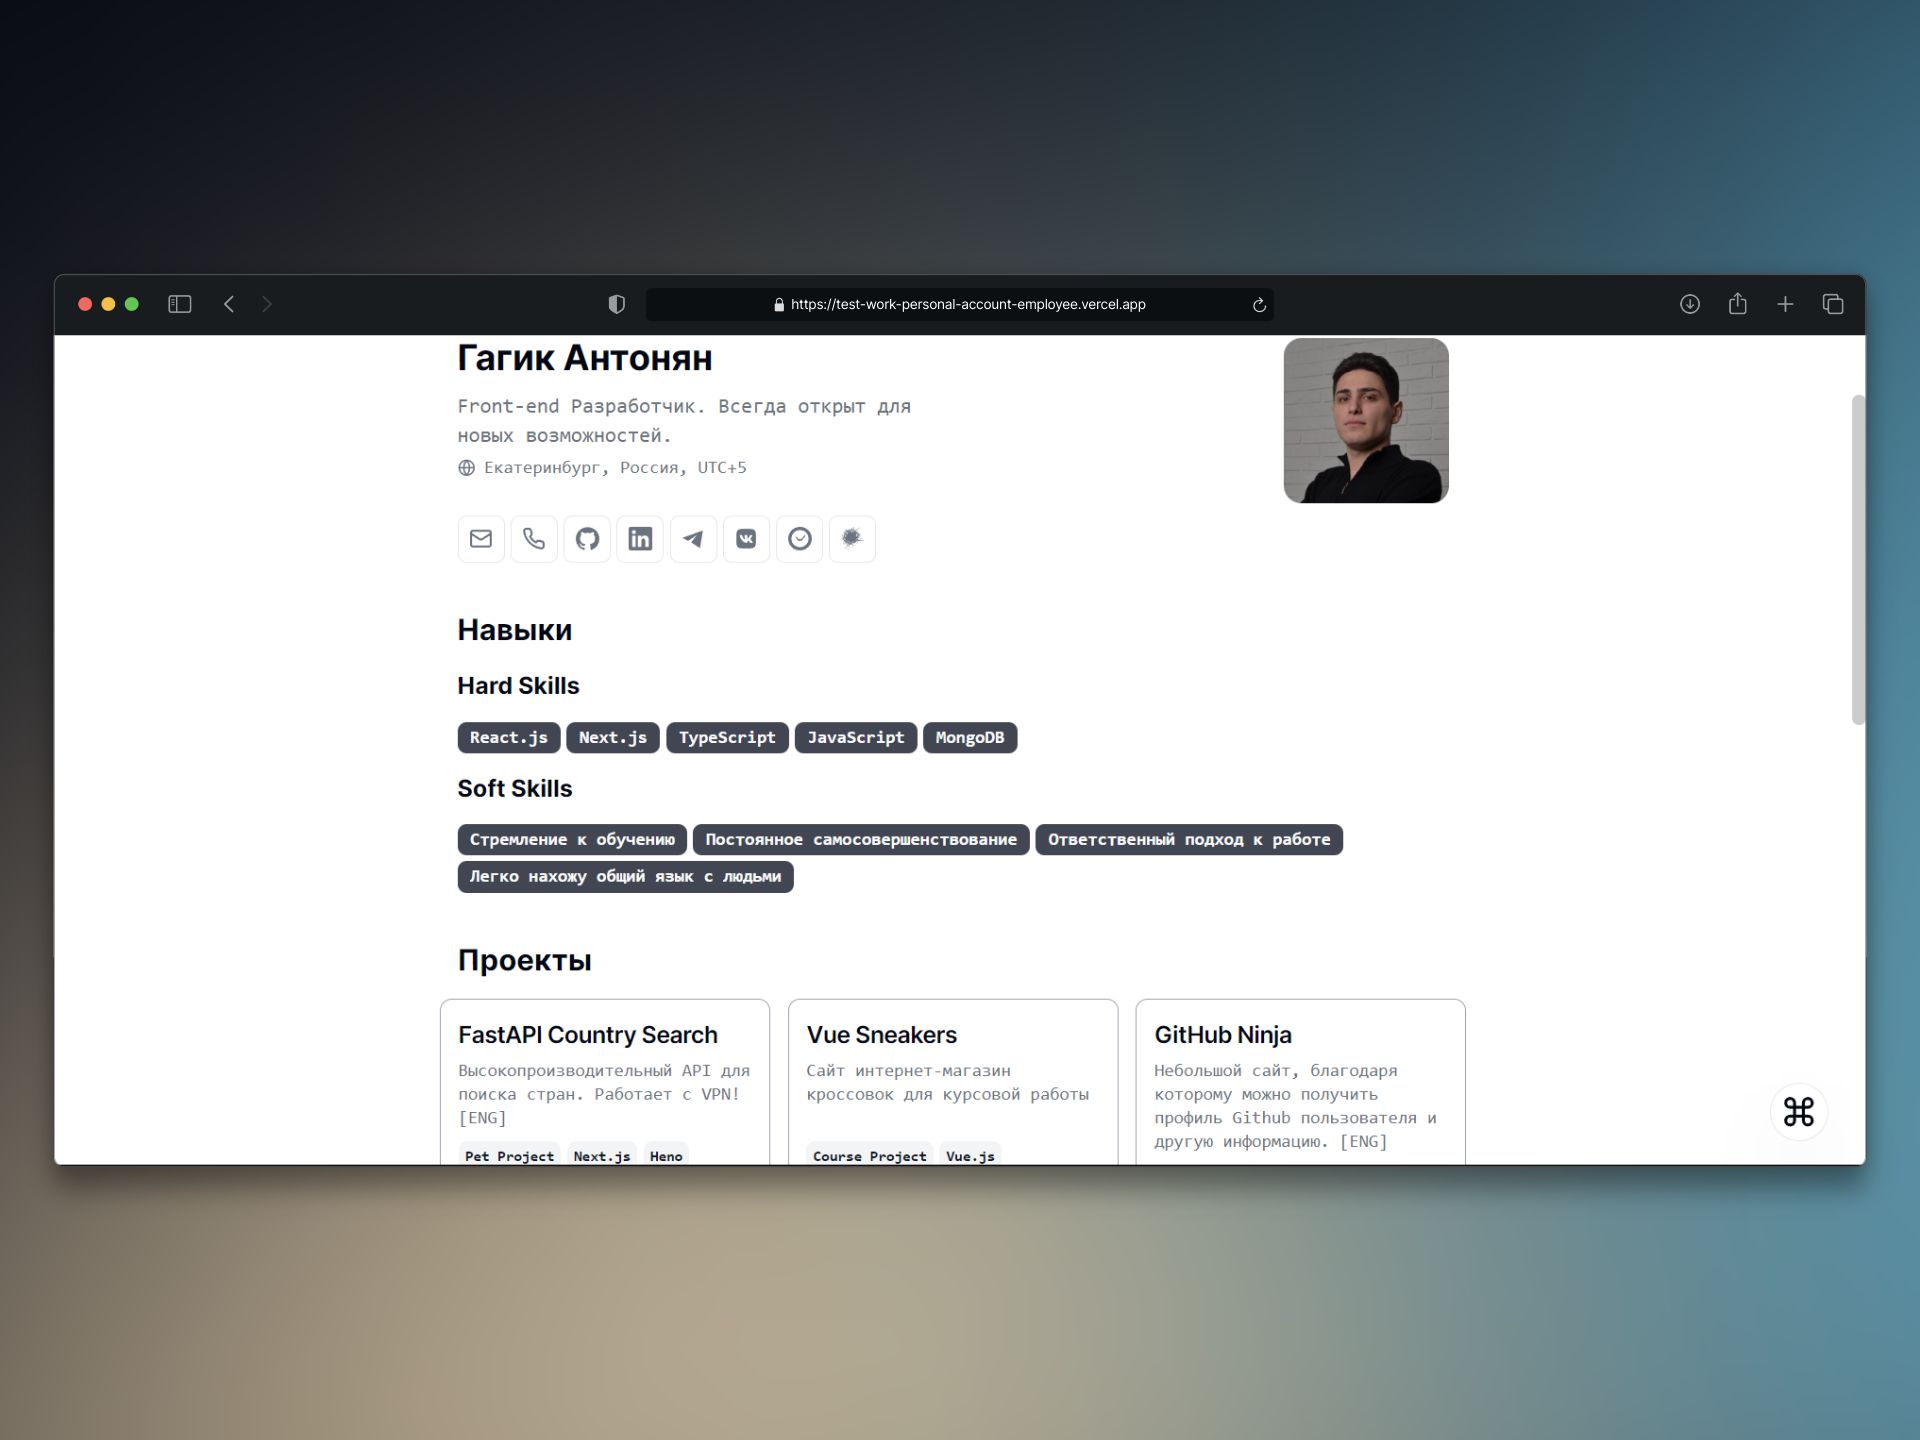 https://test-work-personal-account-employee.vercel.app
Гагик Антонян
Front-end Разработчик. Всегда открыт для
новых возможностей.
Екатеринбург, Россия, UTC+5
Навыки
Hard Skills
React.js Next.js TypeScript JavaScript MongoDB
Soft Skills
Стремление к обучению Постоянное самосовершенствование Ответственный подход к работе
Легко нахожу общий язык с людьми
Проекты
FastAPI Country Search
Высокопроизводительный API для
поиска стран. Работает с VPN!
[ENG]
Pet Project Next.js Heno
Vue Sneakers
Сайт интернет-магазин
кроссовок для курсовой работы
Course Project Vue.js
GitHub Ninja
Небольшой сайт, благодаря
которому можно получить
профиль Github пользователя и
другую информацию. [ENG]